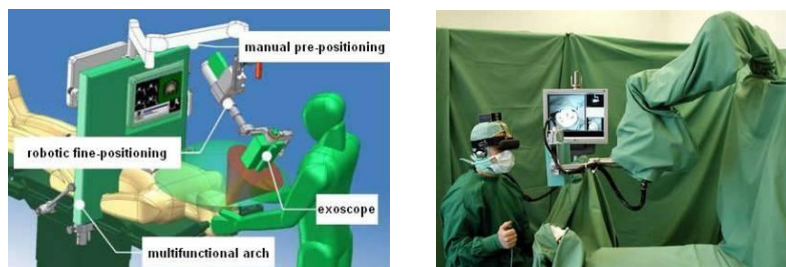 manual pre-positioning
robotic fine-positioning
exoscope
multifunctional arch